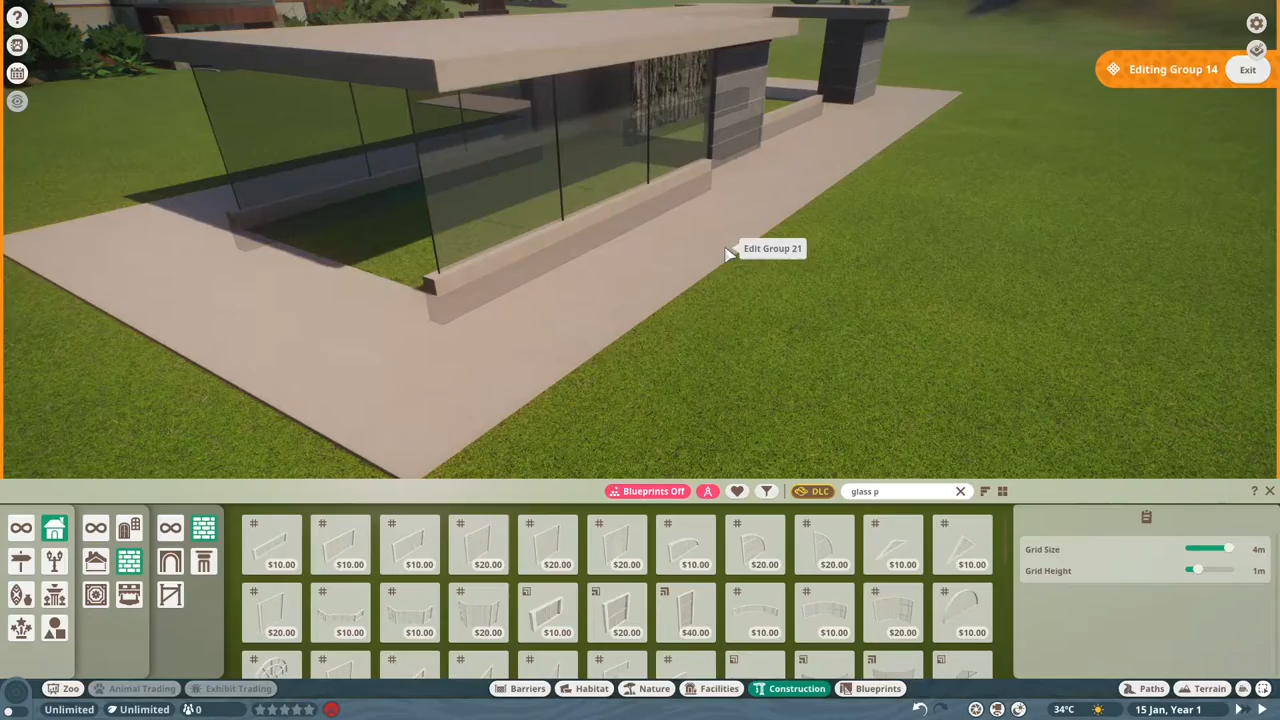 Editing Group 14
Exit
Edit Group 21
Blueprints Off
DLC
glass p
$10.00 $10.00 $10.00 $20.00 $20.00 $20.00 $10.00 $20.00 $20.00 $10.00 $10.00
$20.00 $10.00 $10.00 $20.00 $10.00 $20.00 $40.00 $10.00 $10.00 $20.00 $10.00
Grid Size 4m
Grid Height 1m
Zoo Animal Trading Exhibit Trading Barriers Habitat Nature Facilities Construction Blueprints Paths Terrain
Unlimited Unlimited 0 34°C 15 Jan, Year 1